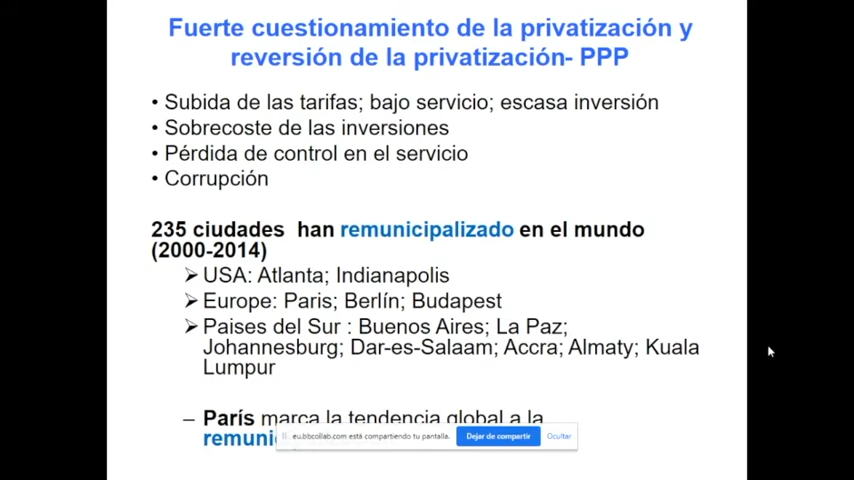 Fuerte cuestionamiento de la privatización y
reversión de la privatización- PPP
• Subida de las tarifas; bajo servicio; escasa inversión
• Sobrecoste de las inversiones
• Pérdida de control en el servicio
• Corrupción
235 ciudades han remunicipalizado en el mundo
(2000-2014)
➢ USA: Atlanta; Indianapolis
➢ Europe: Paris; Berlín; Budapest
➢ Paises del Sur : Buenos Aires; La Paz;
Johannesburg; Dar-es-Salaam; Accra; Almaty; Kuala
Lumpur
– París marca la tendencia global a la
eu.bbcollab.com está compartiendo tu pantalla. Dejar de compartir Ocultar